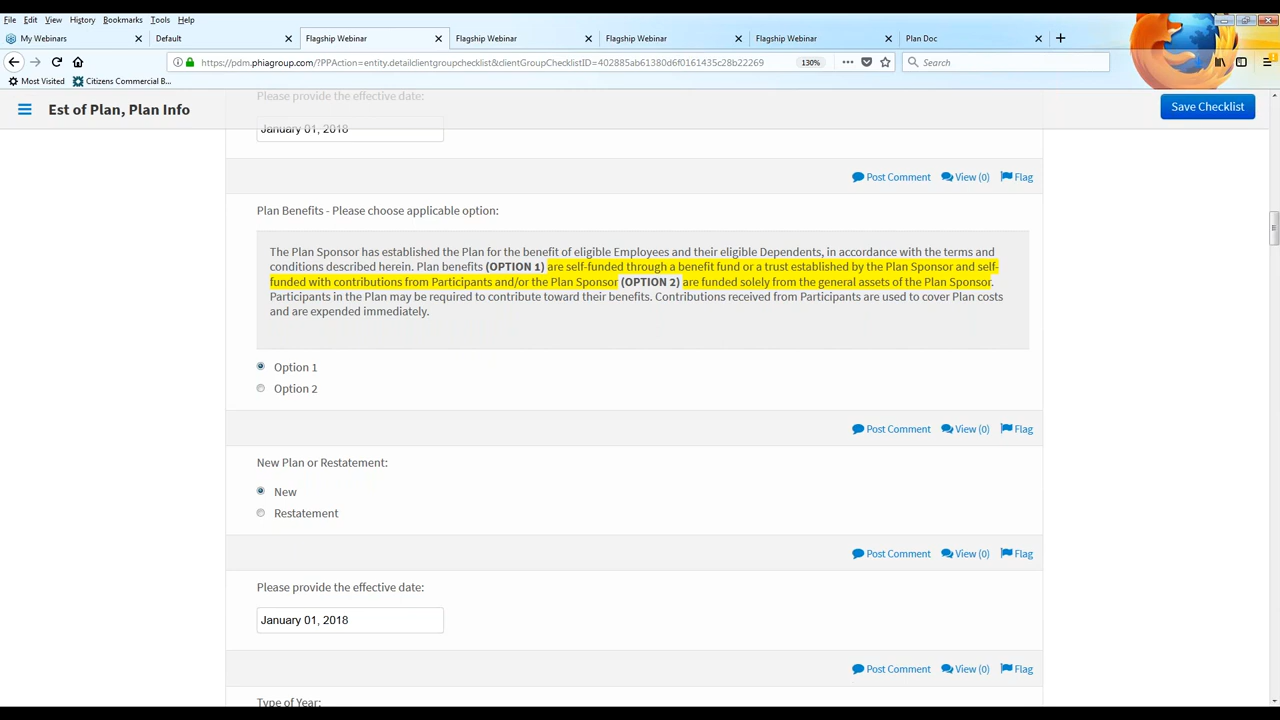 File Edit View History Bookmarks Tools Help
My Webinars Default Flagship Webinar Flagship Webinar Flagship Webinar Flagship Webinar Plan Doc
https://pdm.phiagroup.com/?PPAction=entity.detailclientgroupchecklist&clientGroupChecklistID=402885ab61380d6f0161435c28b22269 130% Search
Most Visited Citizens Commercial B...
Est of Plan, Plan Info Save Checklist
Please provide the effective date:
January 01, 2018
Post Comment View (0) Flag
Plan Benefits - Please choose applicable option:
The Plan Sponsor has established the Plan for the benefit of eligible Employees and their eligible Dependents, in accordance with the terms and
conditions described herein. Plan benefits (OPTION 1) are self-funded through a benefit fund or a trust established by the Plan Sponsor and self-
funded with contributions from Participants and/or the Plan Sponsor (OPTION 2) are funded solely from the general assets of the Plan Sponsor.
Participants in the Plan may be required to contribute toward their benefits. Contributions received from Participants are used to cover Plan costs
and are expended immediately.
Option 1
Option 2
Post Comment View (0) Flag
New Plan or Restatement:
New
Restatement
Post Comment View (0) Flag
Please provide the effective date:
January 01, 2018
Post Comment View (0) Flag
Type of Year: